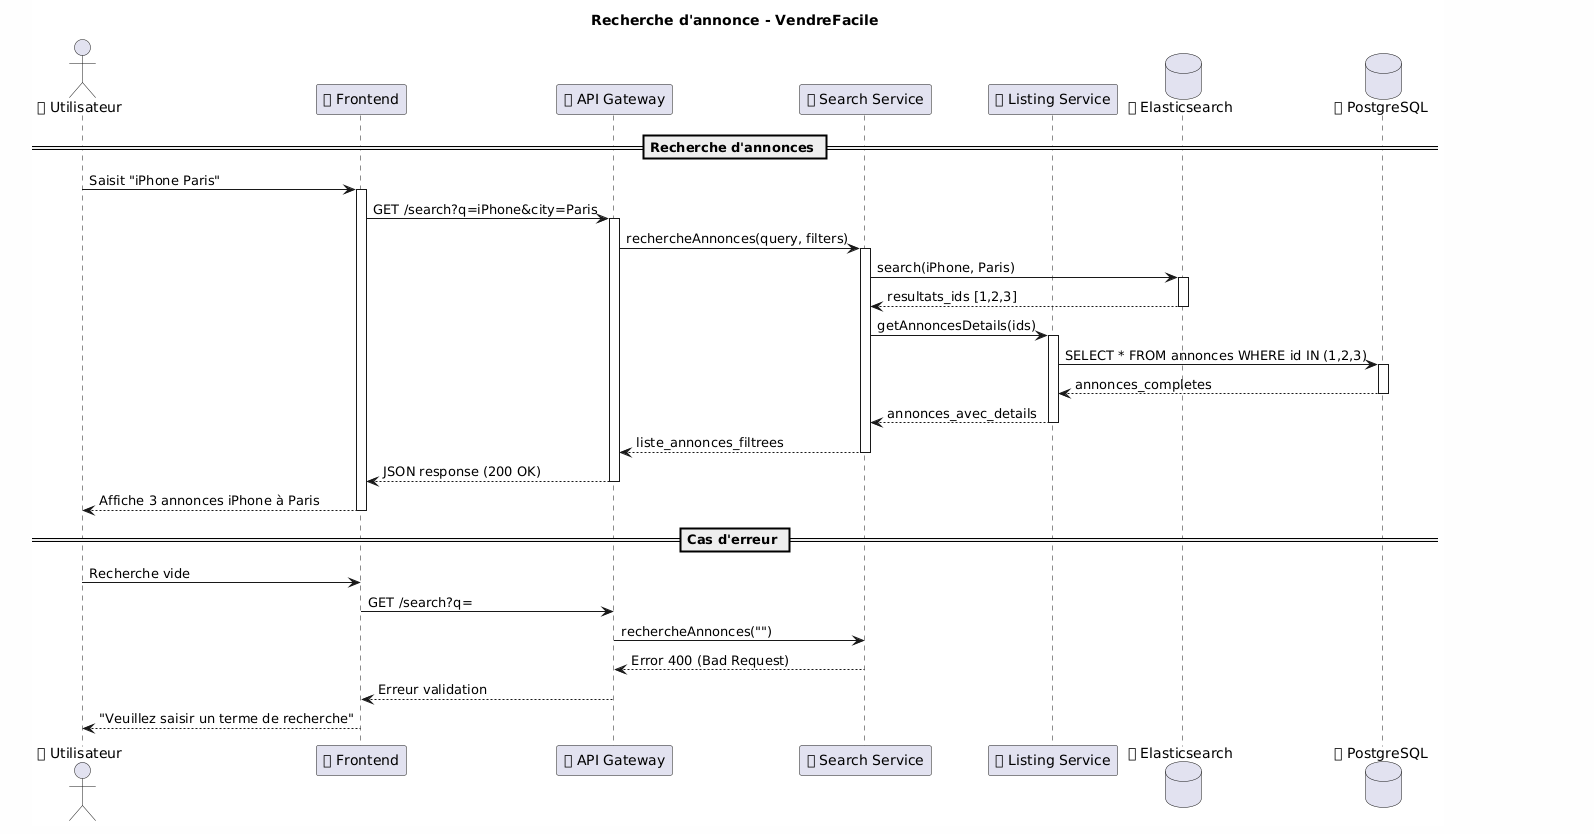 Recherche d'annonce - VendreFacile
Utilisateur
Frontend
API Gateway
Search Service
Listing Service
Elasticsearch
PostgreSQL
Recherche d'annonces
Saisit "iPhone Paris"
GET /search?q=iPhone&city=Paris
rechercheAnnonces(query, filters)
search(iPhone, Paris)
resultats_ids [1,2,3]
getAnnoncesDetails(ids)
SELECT * FROM annonces WHERE id IN (1,2,3)
annonces_completes
annonces_avec_details
liste_annonces_filtrees
JSON response (200 OK)
Affiche 3 annonces iPhone à Paris
Cas d'erreur
Recherche vide
GET /search?q=
rechercheAnnonces("")
Error 400 (Bad Request)
Erreur validation
"Veuillez saisir un terme de recherche"
Utilisateur
Frontend
API Gateway
Search Service
Listing Service
Elasticsearch
PostgreSQL